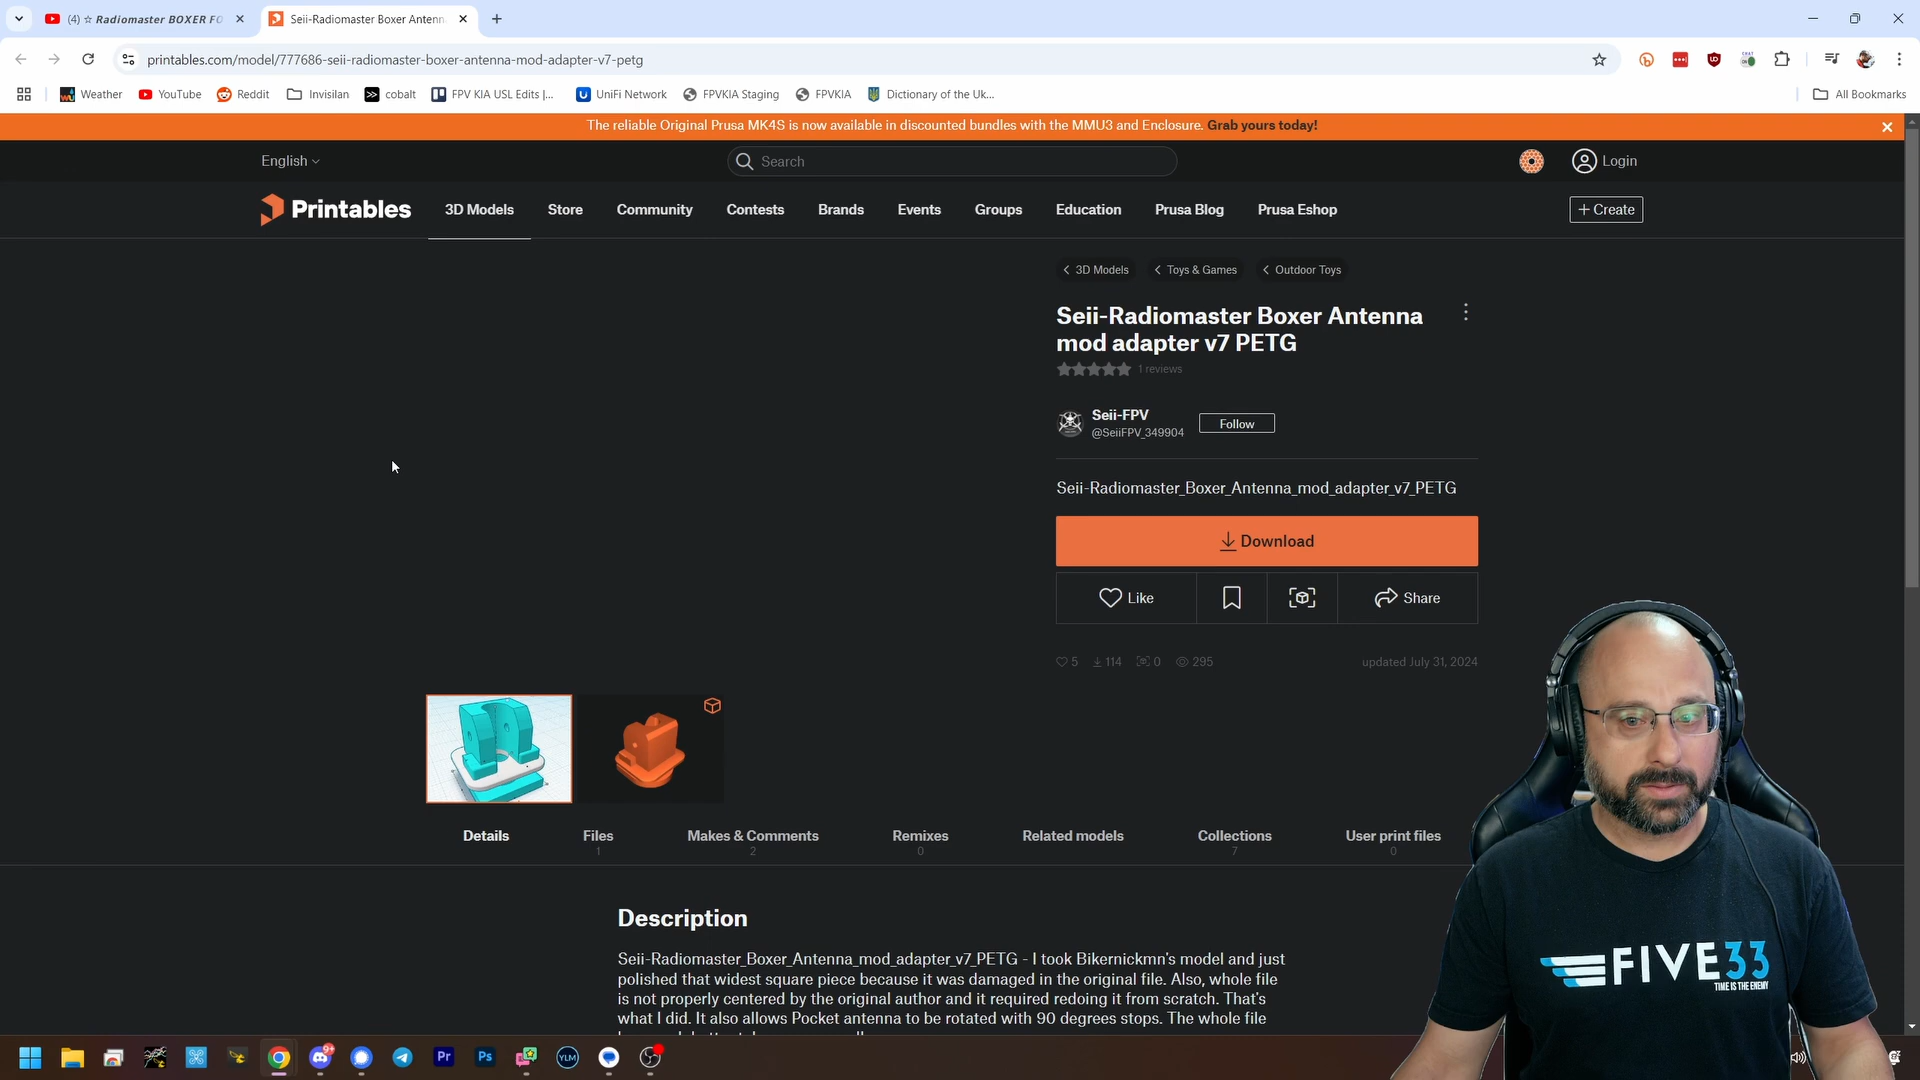 (4) ☆ Radiomaster BOXER FO
Seii-Radiomaster Boxer Antenn
printables.com/model/777686-seii-radiomaster-boxer-antenna-mod-adapter-v7-petg
Weather
YouTube
Reddit
Invisilan
cobalt
FPV KIA USL Edits |...
UniFi Network
FPVKIA Staging
FPVKIA
Dictionary of the Uk...
All Bookmarks
The reliable Original Prusa MK4S is now available in discounted bundles with the MMU3 and Enclosure. Grab yours today!
English
Search
Login
Printables
3D Models
Store
Community
Contests
Brands
Events
Groups
Education
Prusa Blog
Prusa Eshop
+ Create
3D Models
Toys & Games
Outdoor Toys
Seii-Radiomaster Boxer Antenna
mod adapter v7 PETG
1 reviews
Seii-FPV
@SeiiFPV_349904
Follow
Seii-Radiomaster_Boxer_Antenna_mod_adapter_v7_PETG
Download
Like
Share
5
114
0
295
updated July 31, 2024
Details
Files
1
Makes & Comments
2
Remixes
0
Related models
Collections
7
User print files
0
Description
Seii-Radiomaster_Boxer_Antenna_mod_adapter_v7_PETG - I took Bikernickmn's model and just
polished that widest square piece because it was damaged in the original file. Also, whole file
is not properly centered by the original author and it required redoing it from scratch. That's
what I did. It also allows Pocket antenna to be rotated with 90 degrees stops. The whole file
FIVE33
TIME IS THE ENEMY
9+
Pr
Ps
YLM